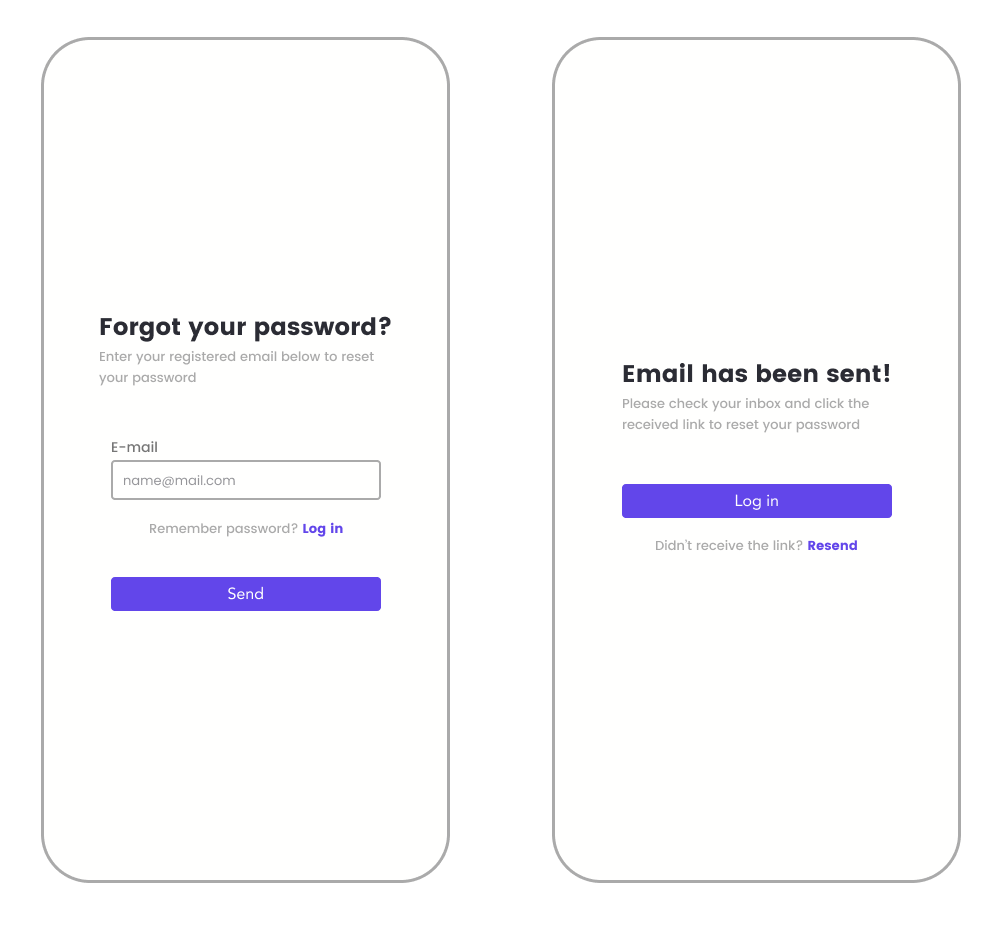 Forgot your password?
Enter your registered email below to reset
your password
E-mail
name@mail.com
Remember password? Log in
Send
Email has been sent!
Please check your inbox and click the
received link to reset your password
Log in
Didn't receive the link? Resend